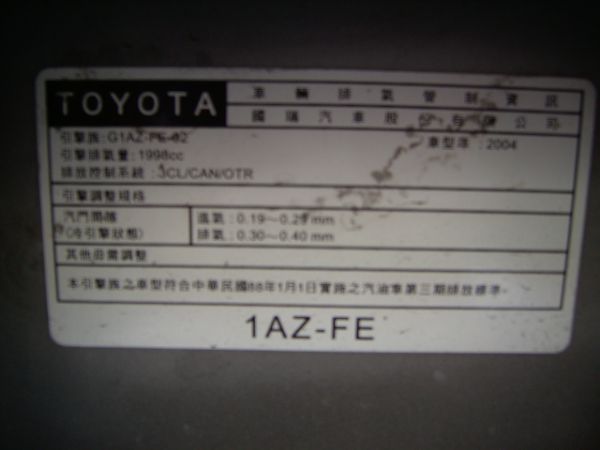 TOYOTA 車輛排氣管制資訊
國瑞汽車股份有限公司
引擎族: G1AZ-FE-02 車型年: 2004
引擎排氣量: 1998cc
排放控制系統: 3CL/CAN/OTR
引擎調整規格
汽門間隙 進氣: 0.19~0.29 mm
(冷引擎狀態) 排氣: 0.30~0.40 mm
其他毋需調整
本引擎族之車型符合中華民國88年1月1日實施之汽油車第三期排放標準。
1AZ-FE